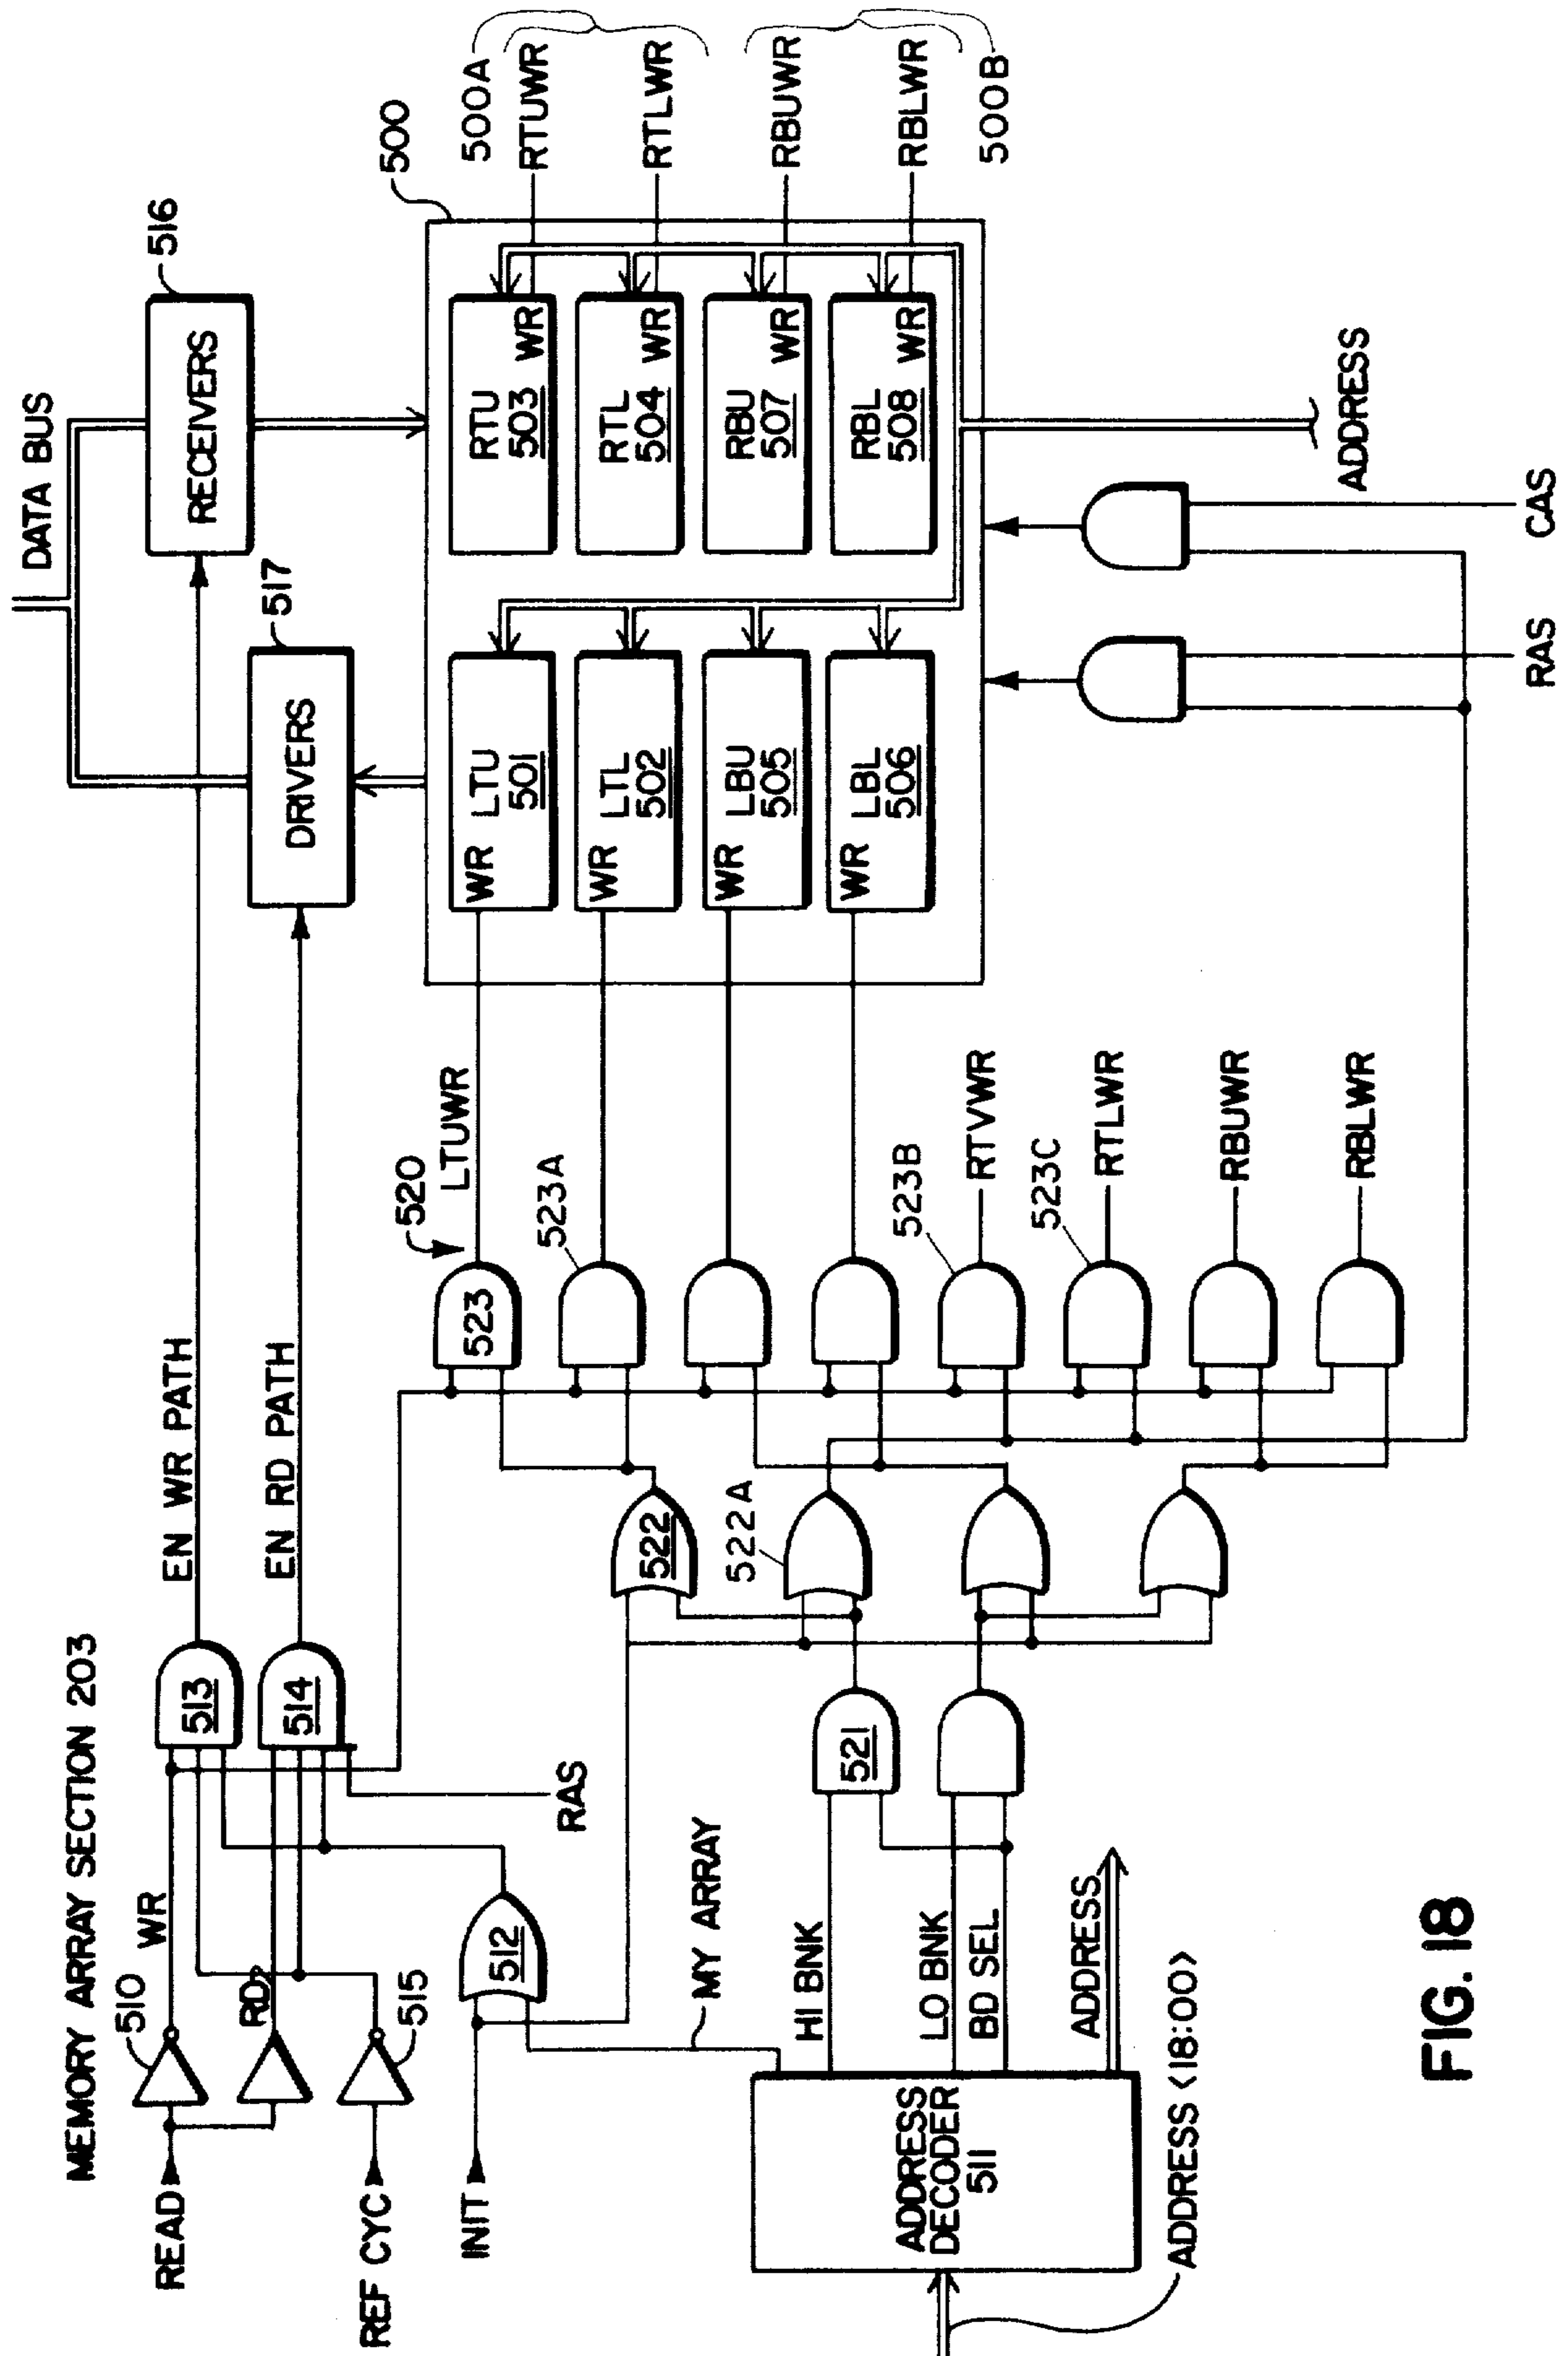 MEMORY ARRAY SECTION 203
READ
510
WR
RD
REF CYC
515
INIT
512
513
514
RAS
EN WR PATH
EN RD PATH
DATA BUS
RECEIVERS
516
DRIVERS
517
MY ARRAY
ADDRESS
DECODER
511
ADDRESS <18:00>
HI BNK
LO BNK
BD SEL
ADDRESS
521
522
522A
520
523
LTUWR
523A
523B
RTVWR
523C
RTLWR
RBUWR
RBLWR
500
WR
LTU
501
WR
LTL
502
WR
LBU
505
WR
LBL
506
RTU
503
WR
RTL
504
WR
RBU
507
WR
RBL
508
WR
500A
RTUWR
RTLWR
RBUWR
RBLWR
500B
RAS
CAS
ADDRESS
FIG. 18